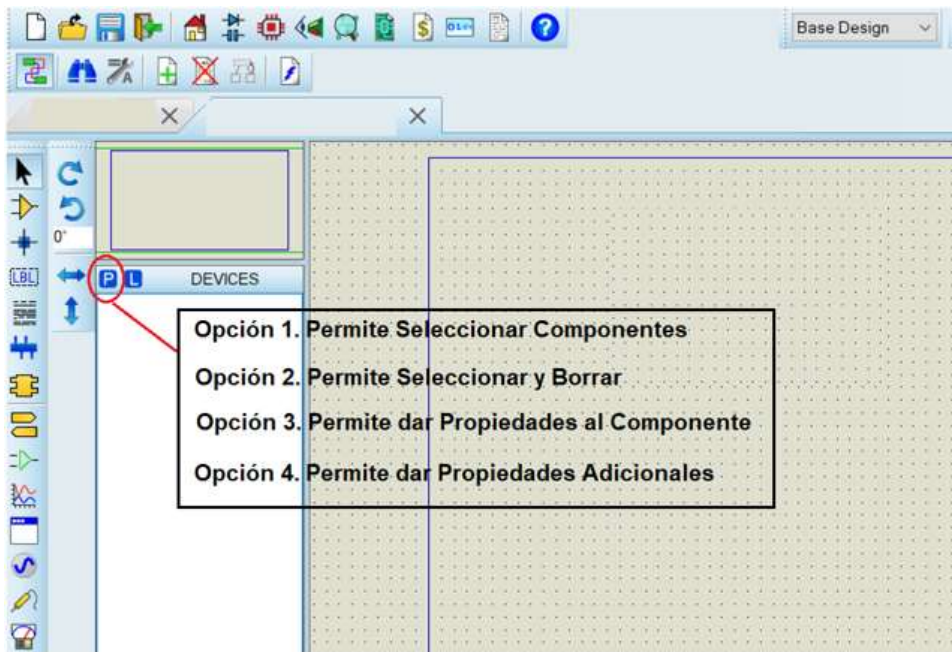 Base Design
0°
LBL
P L DEVICES
Opción 1. Permite Seleccionar Componentes
Opción 2. Permite Seleccionar y Borrar
Opción 3. Permite dar Propiedades al Componente
Opción 4. Permite dar Propiedades Adicionales